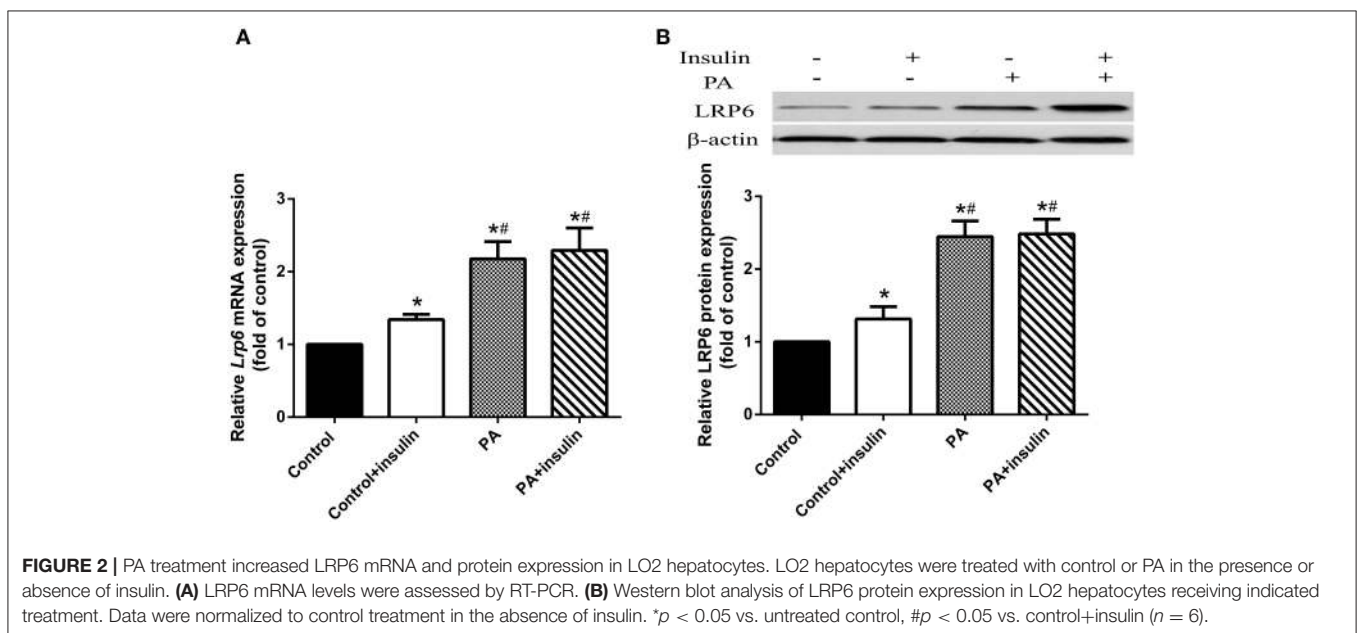 A
Relative Lrp6 mRNA expression
(fold of control)
3
2
1
0
Control
Control+insulin
PA
PA+insulin
*
*#
*#
B
Insulin - + - +
PA - - + +
LRP6
β-actin
Relative LRP6 protein expression
(fold of control)
3
2
1
0
Control
Control+insulin
PA
PA+insulin
*
*#
*#
FIGURE 2 | PA treatment increased LRP6 mRNA and protein expression in LO2 hepatocytes. LO2 hepatocytes were treated with control or PA in the presence or
absence of insulin. (A) LRP6 mRNA levels were assessed by RT-PCR. (B) Western blot analysis of LRP6 protein expression in LO2 hepatocytes receiving indicated
treatment. Data were normalized to control treatment in the absence of insulin. *p < 0.05 vs. untreated control, #p < 0.05 vs. control+insulin (n = 6).